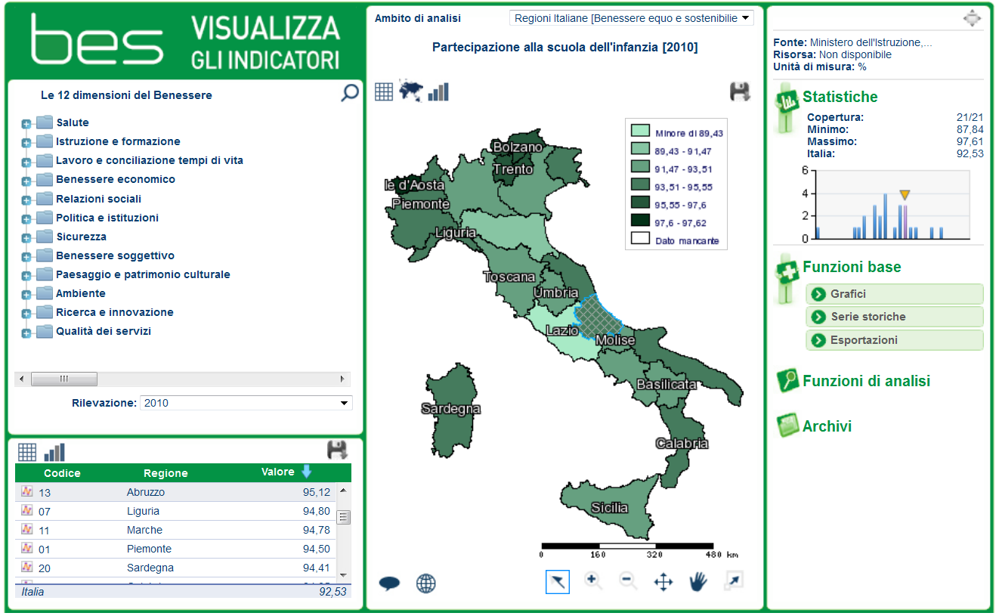 bes VISUALIZZA
GLI INDICATORI
Le 12 dimensioni del Benessere
Salute
Istruzione e formazione
Lavoro e conciliazione tempi di vita
Benessere economico
Relazioni sociali
Politica e istituzioni
Sicurezza
Benessere soggettivo
Paesaggio e patrimonio culturale
Ambiente
Ricerca e innovazione
Qualità dei servizi
Rilevazione: 2010
Codice Regione Valore
13 Abruzzo 95,12
07 Liguria 94,80
11 Marche 94,78
01 Piemonte 94,50
20 Sardegna 94,41
Italia 92,53
Ambito di analisi Regioni Italiane [Benessere equo e sostenibilie
Partecipazione alla scuola dell'infanzia [2010]
Minore di 89,43
89,43 - 91,47
91,47 - 93,51
93,51 - 95,55
95,55 - 97,6
97,6 - 97,62
Dato mancante
Bolzano
Trento
le d'Aosta
Piemonte
Liguria
Toscana
Umbria
Lazio
Molise
Basilicata
Sardegna
Calabria
Sicilia
0 160 320 480 km
Fonte: Ministero dell'Istruzione,...
Risorsa: Non disponibile
Unità di misura: %
Statistiche
Copertura: 21/21
Minimo: 87,84
Massimo: 97,61
Italia: 92,53
6
4
2
0
Funzioni base
Grafici
Serie storiche
Esportazioni
Funzioni di analisi
Archivi